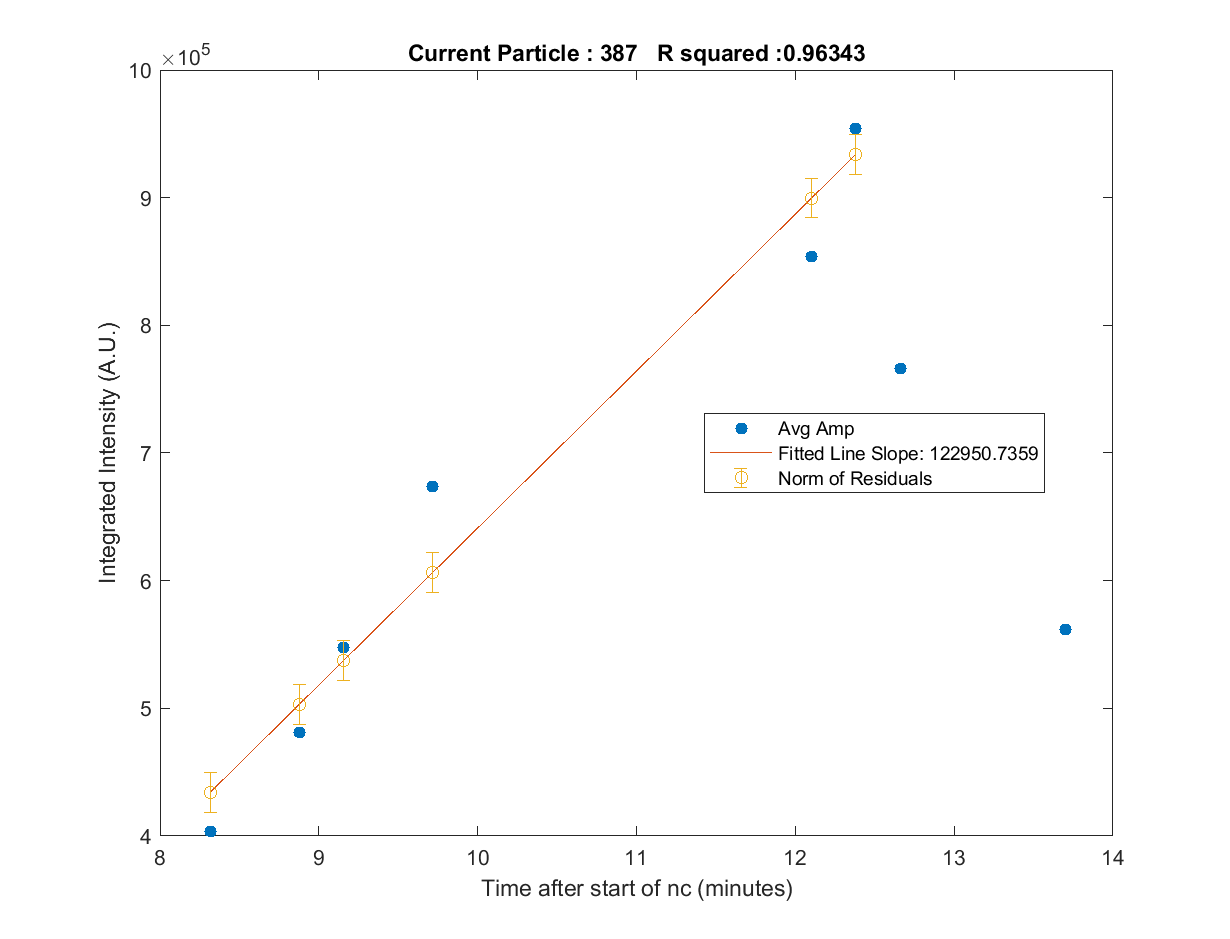 Current Particle : 387 R squared :0.96343
×10^5
10
9
8
7
6
5
4
Integrated Intensity (A.U.)
Avg Amp
Fitted Line Slope: 122950.7359
Norm of Residuals
8 9 10 11 12 13 14
Time after start of nc (minutes)